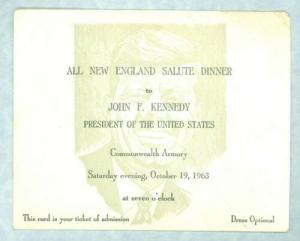 ALL NEW ENGLAND SALUTE DINNER
to
JOHN F. KENNEDY
PRESIDENT OF THE UNITED STATES
Commonwealth Armory
Saturday evening, October 19, 1963
at seven o'clock
This card is your ticket of admission
Dress Optional